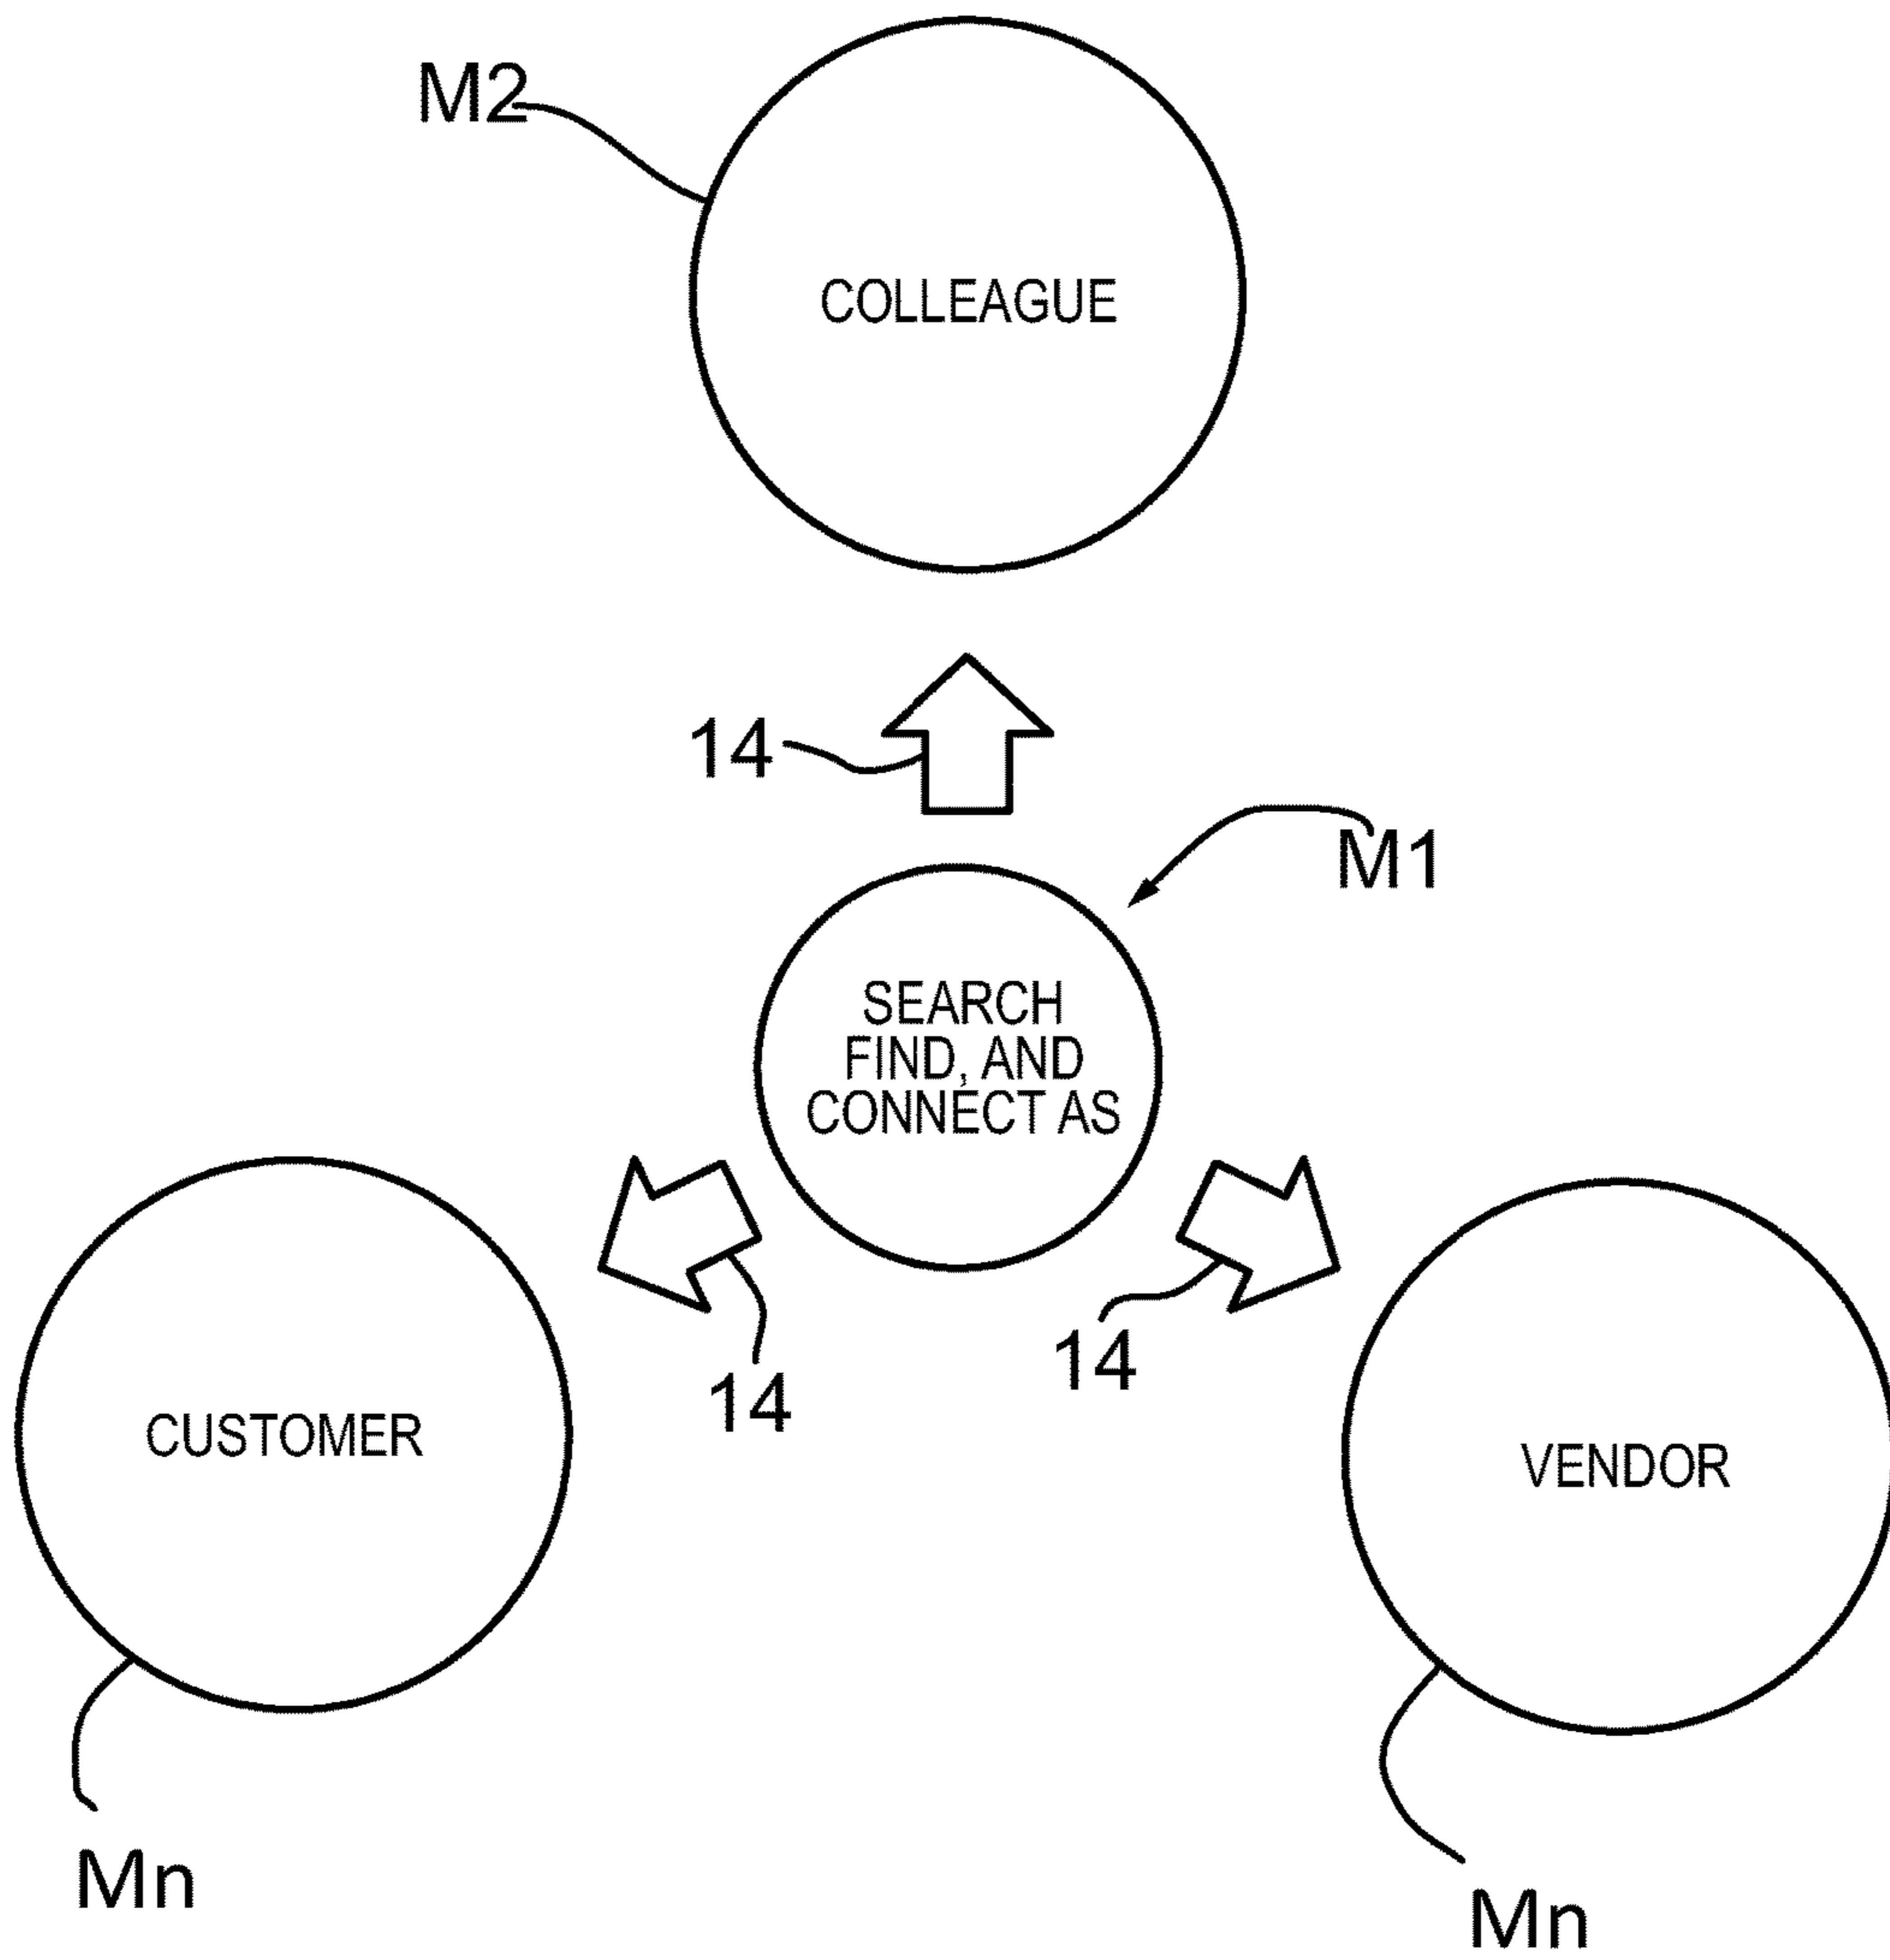 M2
COLLEAGUE
14
M1
SEARCH
FIND, AND
CONNECT AS
14
14
CUSTOMER
VENDOR
Mn
Mn